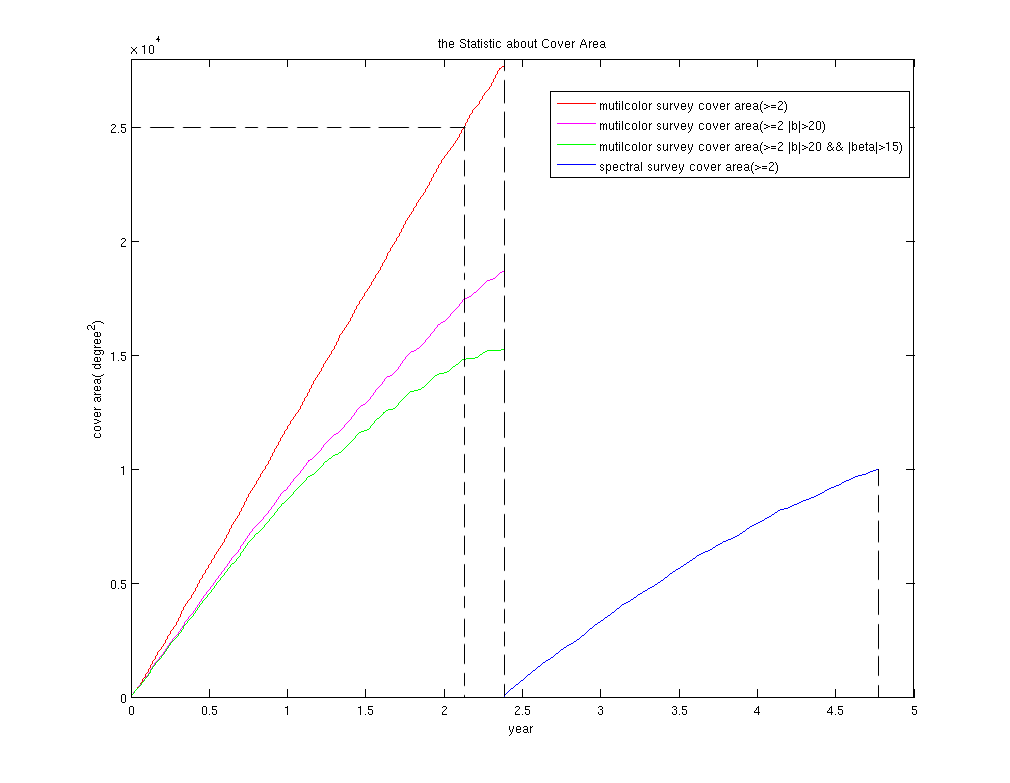 the Statistic about Cover Area
× 10^4
mutilcolor survey cover area(>=2)
mutilcolor survey cover area(>=2 |b|>20)
mutilcolor survey cover area(>=2 |b|>20 && |beta|>15)
spectral survey cover area(>=2)
2.5
2
1.5
1
0.5
0
cover area( degree^2)
0 0.5 1 1.5 2 2.5 3 3.5 4 4.5 5
year